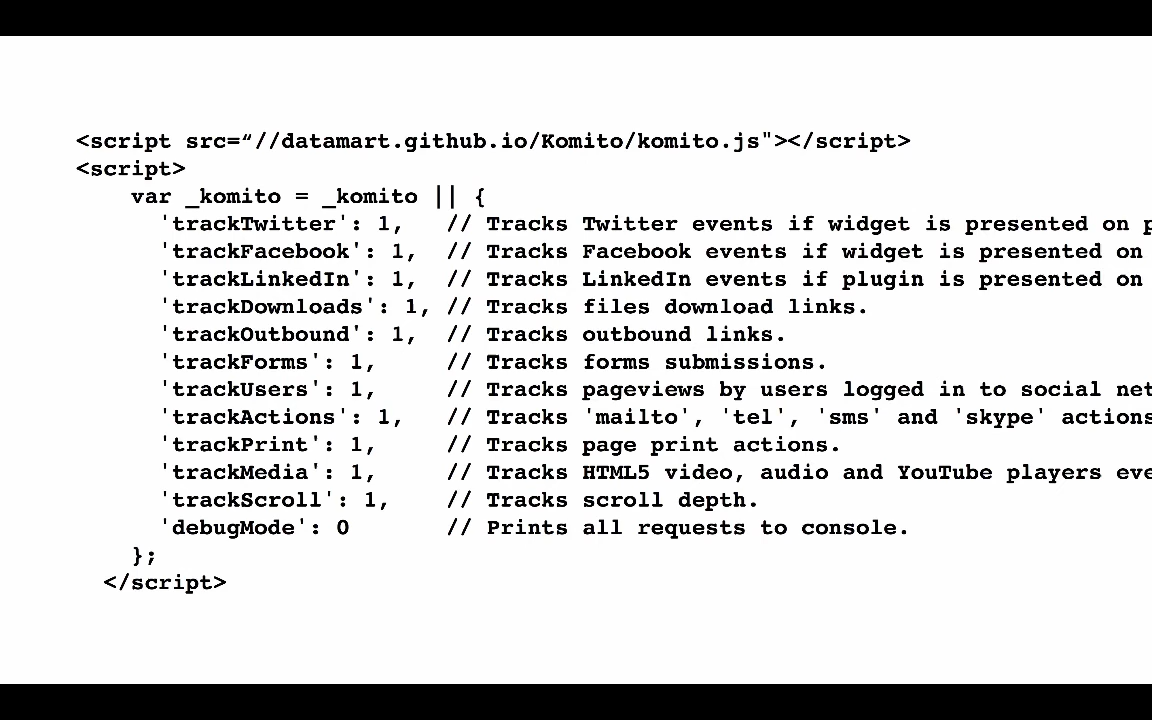 <script src=“//datamart.github.io/Komito/komito.js"></script>
<script>
var _komito = _komito || {
'trackTwitter': 1, // Tracks Twitter events if widget is presented on
'trackFacebook': 1, // Tracks Facebook events if widget is presented on
'trackLinkedIn': 1, // Tracks LinkedIn events if plugin is presented on
'trackDownloads': 1, // Tracks files download links.
'trackOutbound': 1, // Tracks outbound links.
'trackForms': 1, // Tracks forms submissions.
'trackUsers': 1, // Tracks pageviews by users logged in to social net
'trackActions': 1, // Tracks 'mailto', 'tel', 'sms' and 'skype' actions
'trackPrint': 1, // Tracks page print actions.
'trackMedia': 1, // Tracks HTML5 video, audio and YouTube players eve
'trackScroll': 1, // Tracks scroll depth.
'debugMode': 0 // Prints all requests to console.
};
</script>